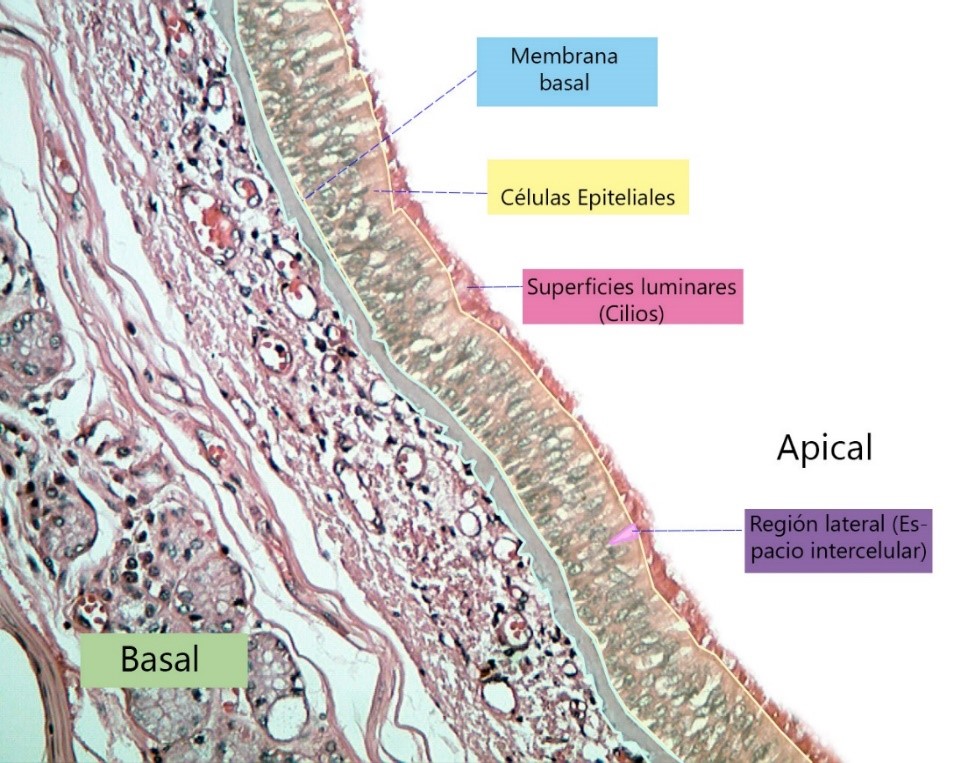 Membrana
basal
Células Epiteliales
Superficies luminares
(Cilios)
Apical
Región lateral (Es-
pacio intercelular)
Basal